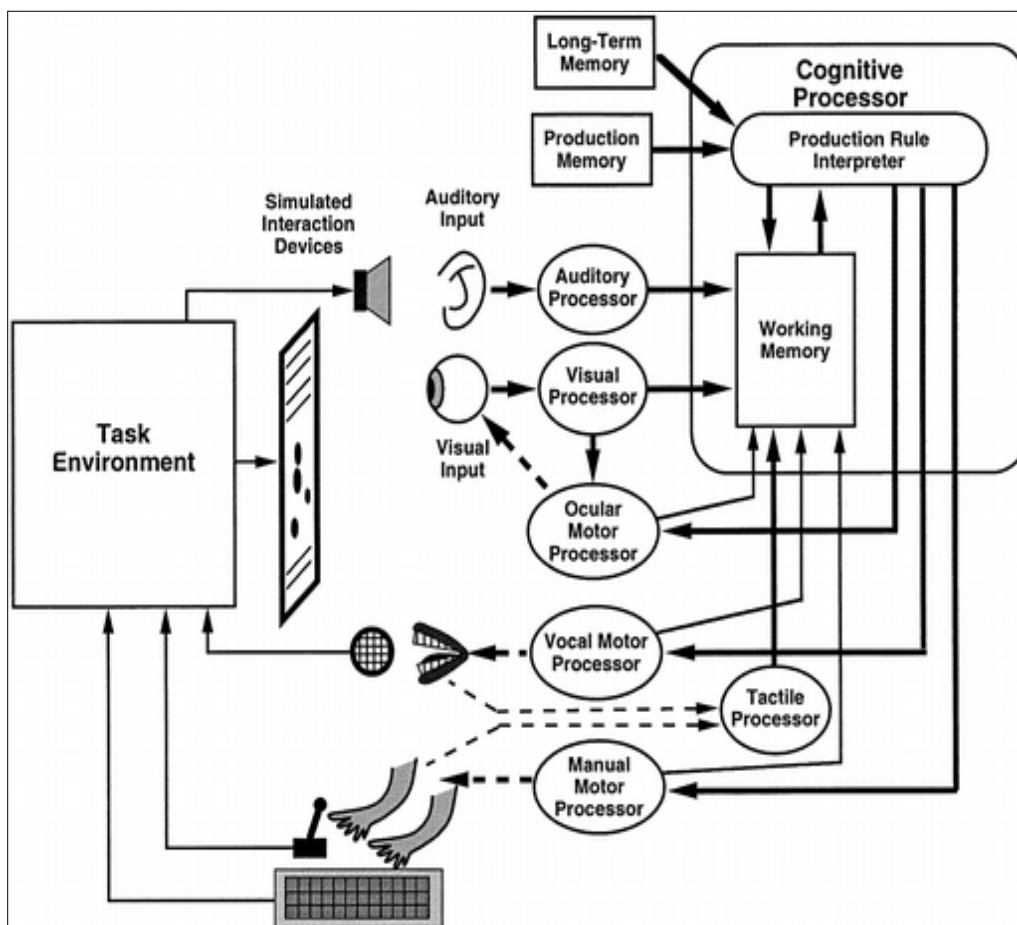 Long-Term
Memory
Cognitive
Processor
Production
Memory
Production Rule
Interpreter
Simulated
Interaction
Devices
Auditory
Input
Auditory
Processor
Working
Memory
Visual
Processor
Visual
Input
Task
Environment
Ocular
Motor
Processor
Vocal Motor
Processor
Tactile
Processor
Manual
Motor
Processor